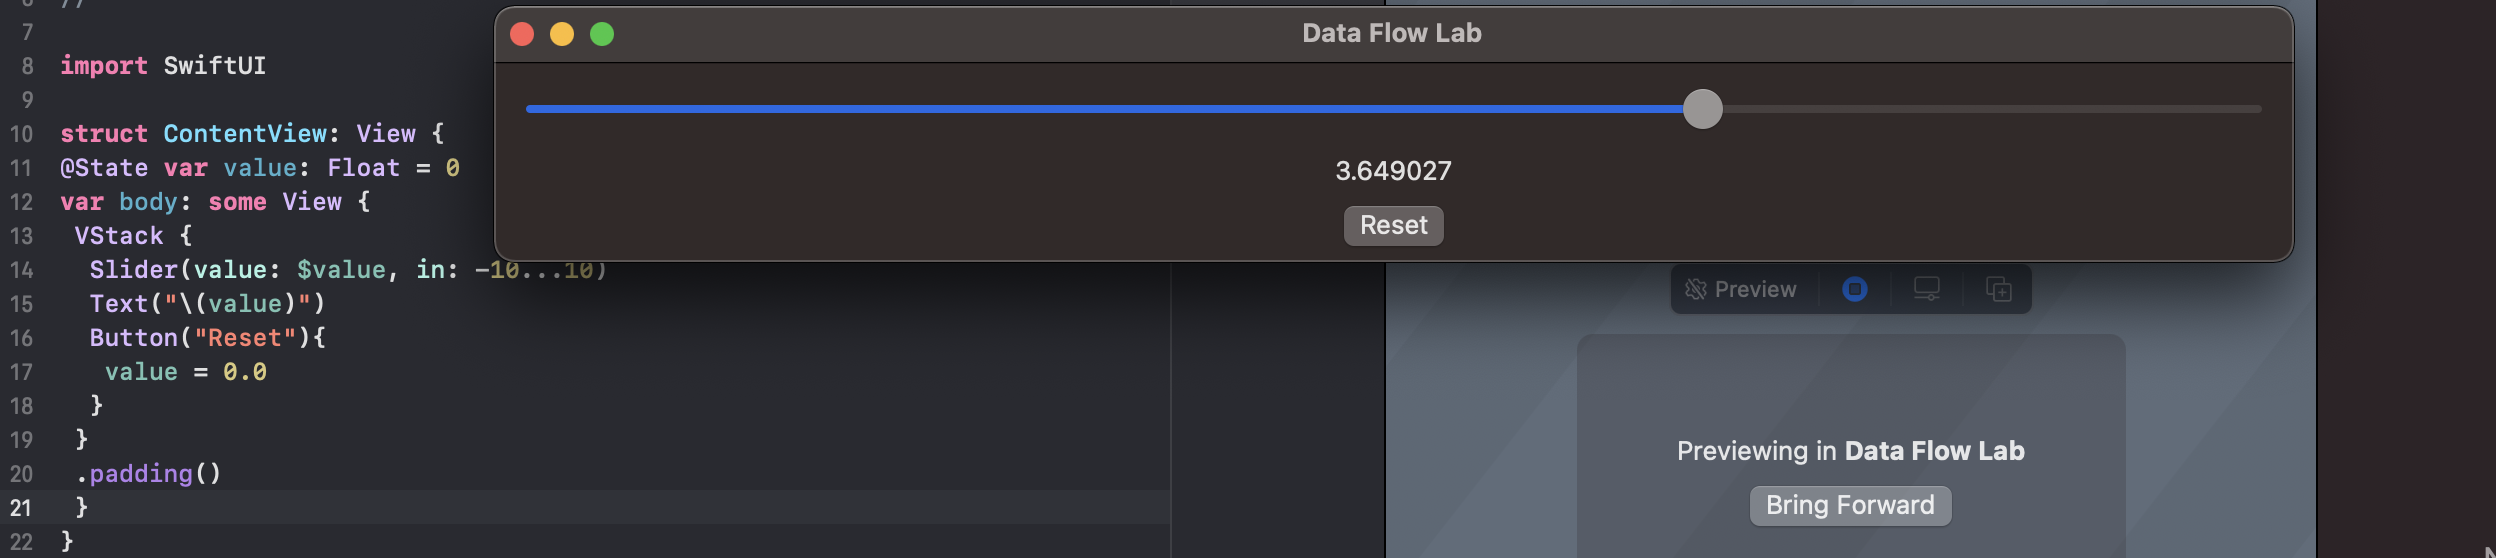 7
8 import SwiftUI
9
10 struct ContentView: View {
11 @State var value: Float = 0
12 var body: some View {
13 VStack {
14 Slider(value: $value, in: -10...10)
15 Text("\(value)")
16 Button("Reset"){
17 value = 0.0
18 }
19 }
20 .padding()
21 }
22 }
Data Flow Lab
3.649027
Reset
Preview
Previewing in Data Flow Lab
Bring Forward